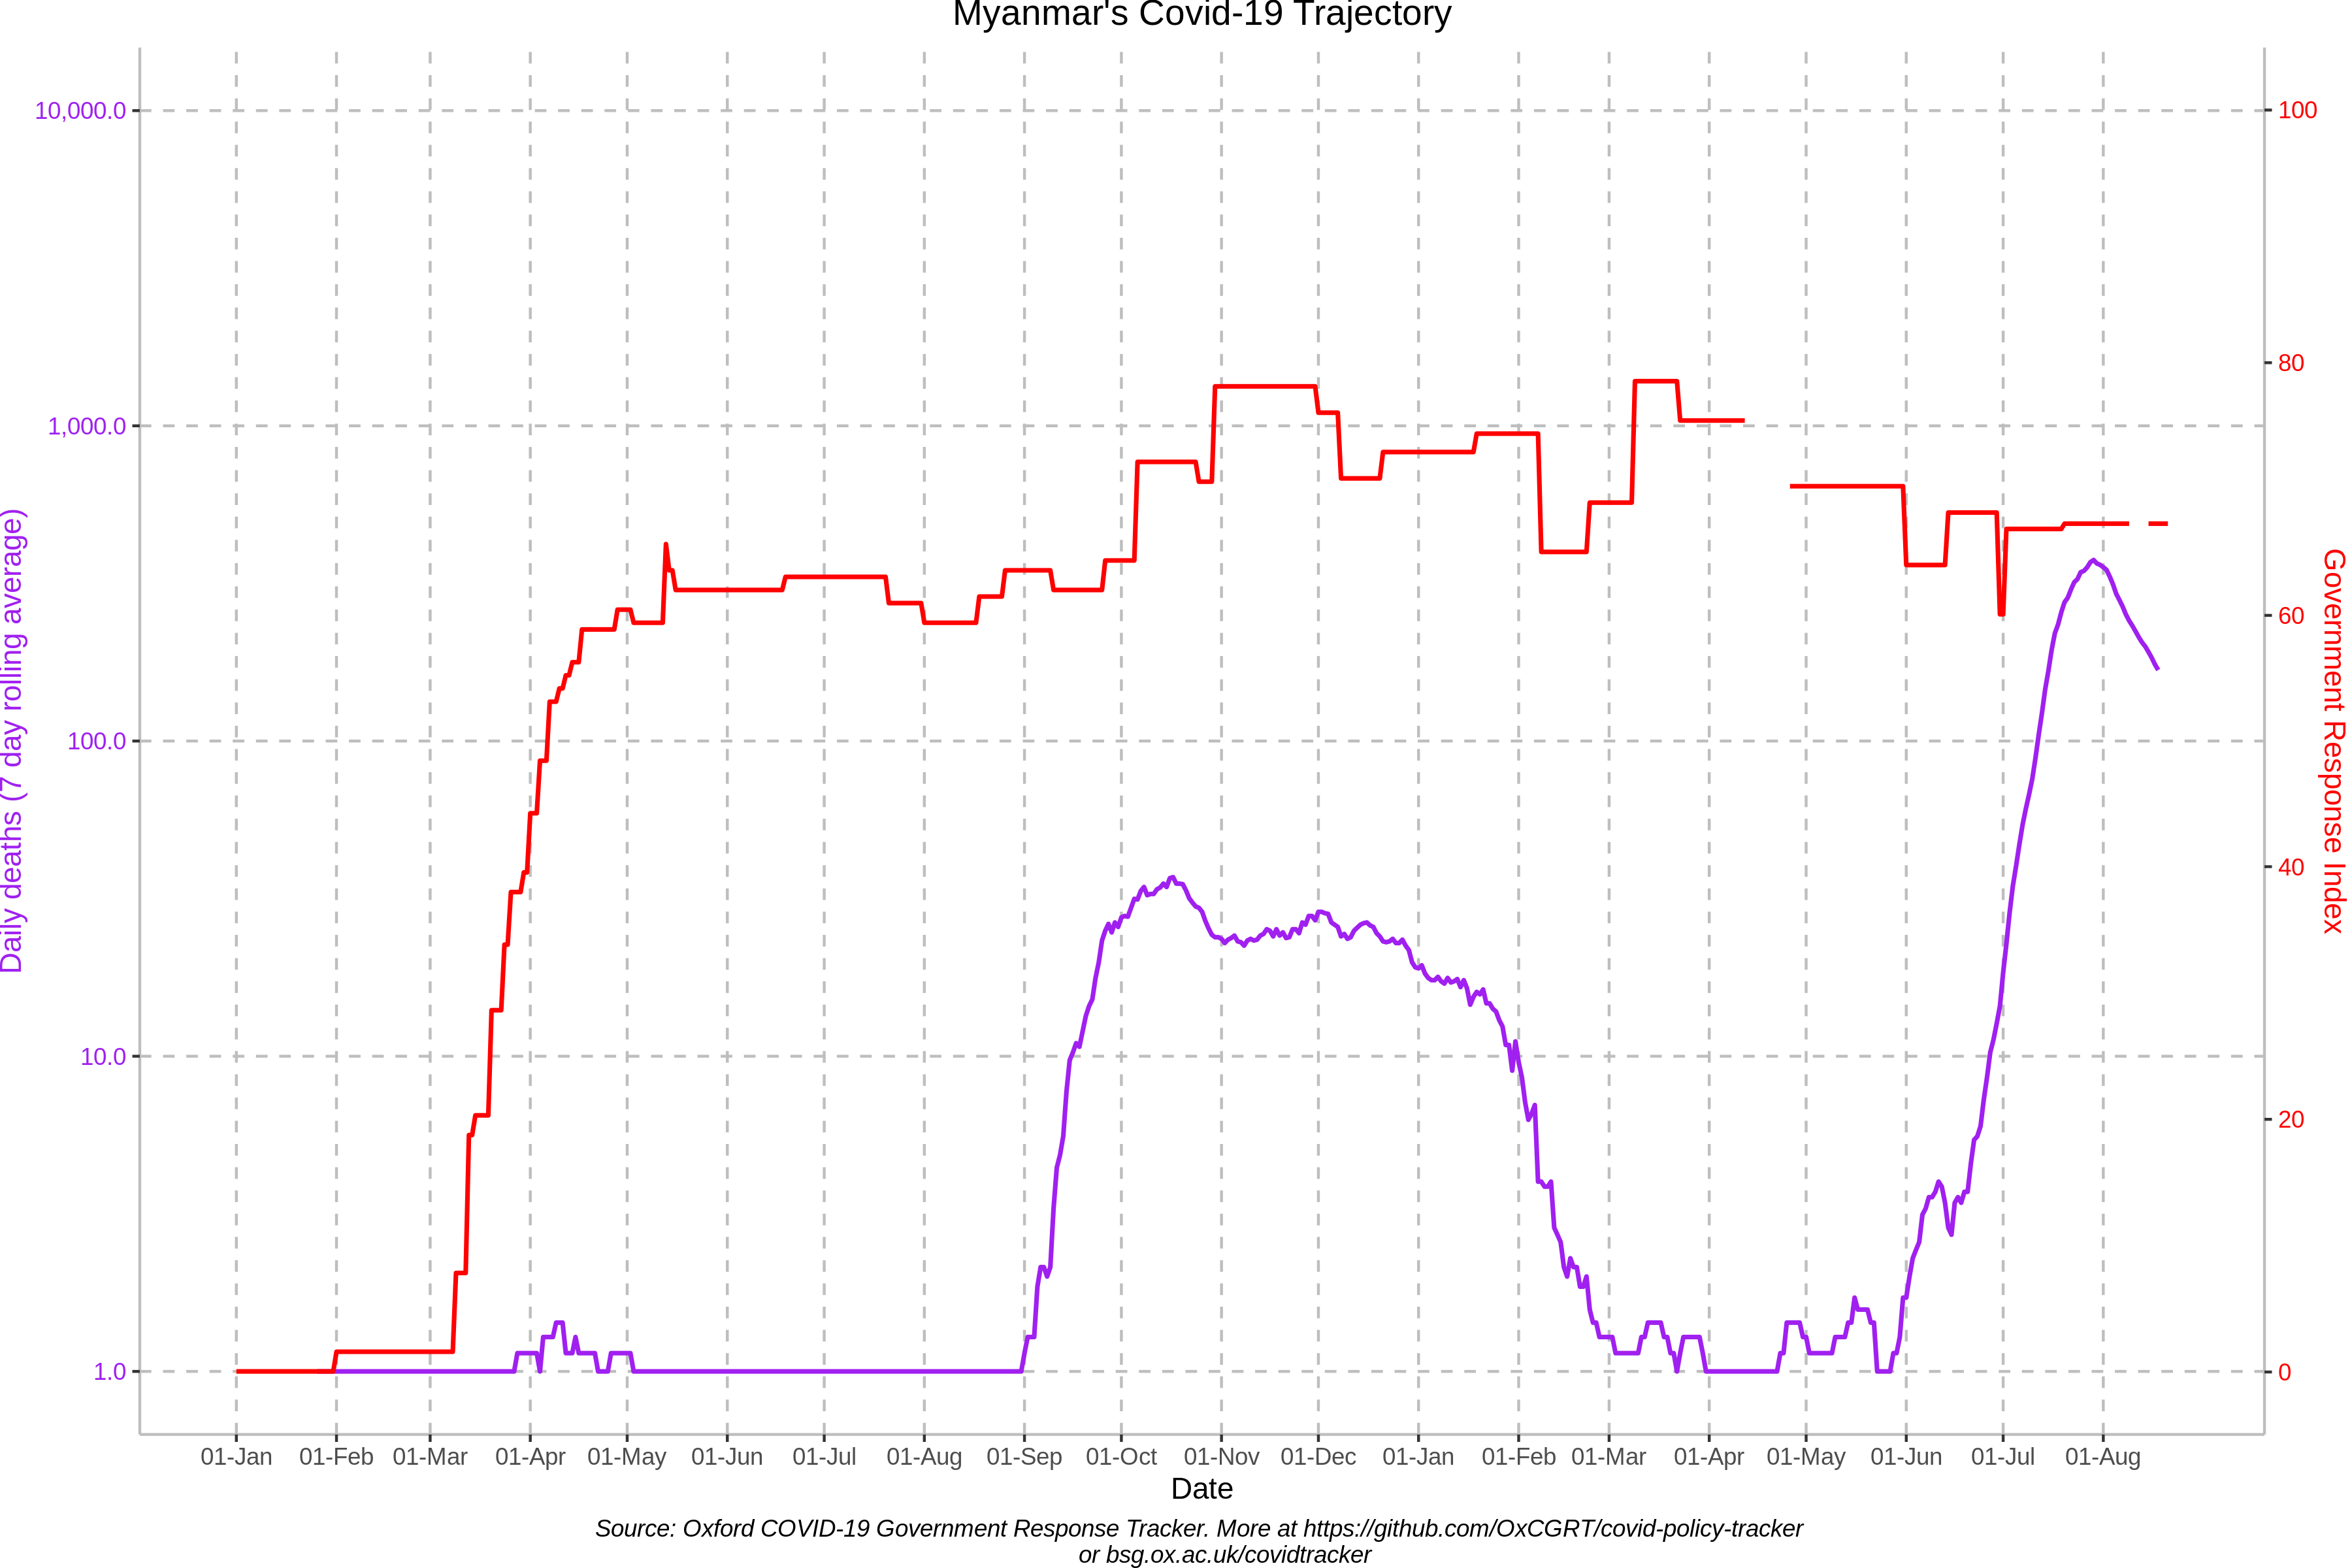 Myanmar's Covid-19 Trajectory
10,000.0
1,000.0
100.0
10.0
1.0
Daily deaths (7 day rolling average)
100
80
60
40
20
0
Government Response Index
01-Jan 01-Feb 01-Mar 01-Apr 01-May 01-Jun 01-Jul 01-Aug 01-Sep 01-Oct 01-Nov 01-Dec 01-Jan 01-Feb 01-Mar 01-Apr 01-May 01-Jun 01-Jul 01-Aug
Date
Source: Oxford COVID-19 Government Response Tracker. More at https://github.com/OxCGRT/covid-policy-tracker
or bsg.ox.ac.uk/covidtracker